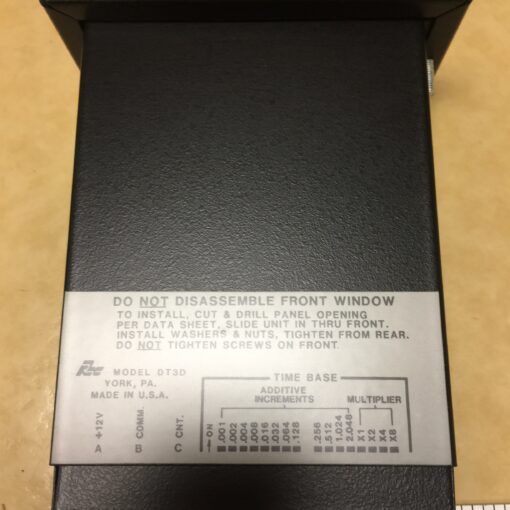 DO NOT DISASSEMBLE FRONT WINDOW
TO INSTALL, CUT & DRILL PANEL OPENING
PER DATA SHEET, SLIDE UNIT IN THRU FRONT.
INSTALL WASHERS & NUTS, TIGHTEN FROM REAR.
DO NOT TIGHTEN SCREWS ON FRONT
MODEL DT3D
YORK, PA.
MADE IN U.S.A.
+12V
COMM.
CNT.
A
B
C
TIME BASE
ADDITIVE
INCREMENTS
MULTIPLIER
ON
.001
.002
.004
.008
.016
.032
.064
.128
.256
.512
1.024
2.048
X1
X2
X4
X8